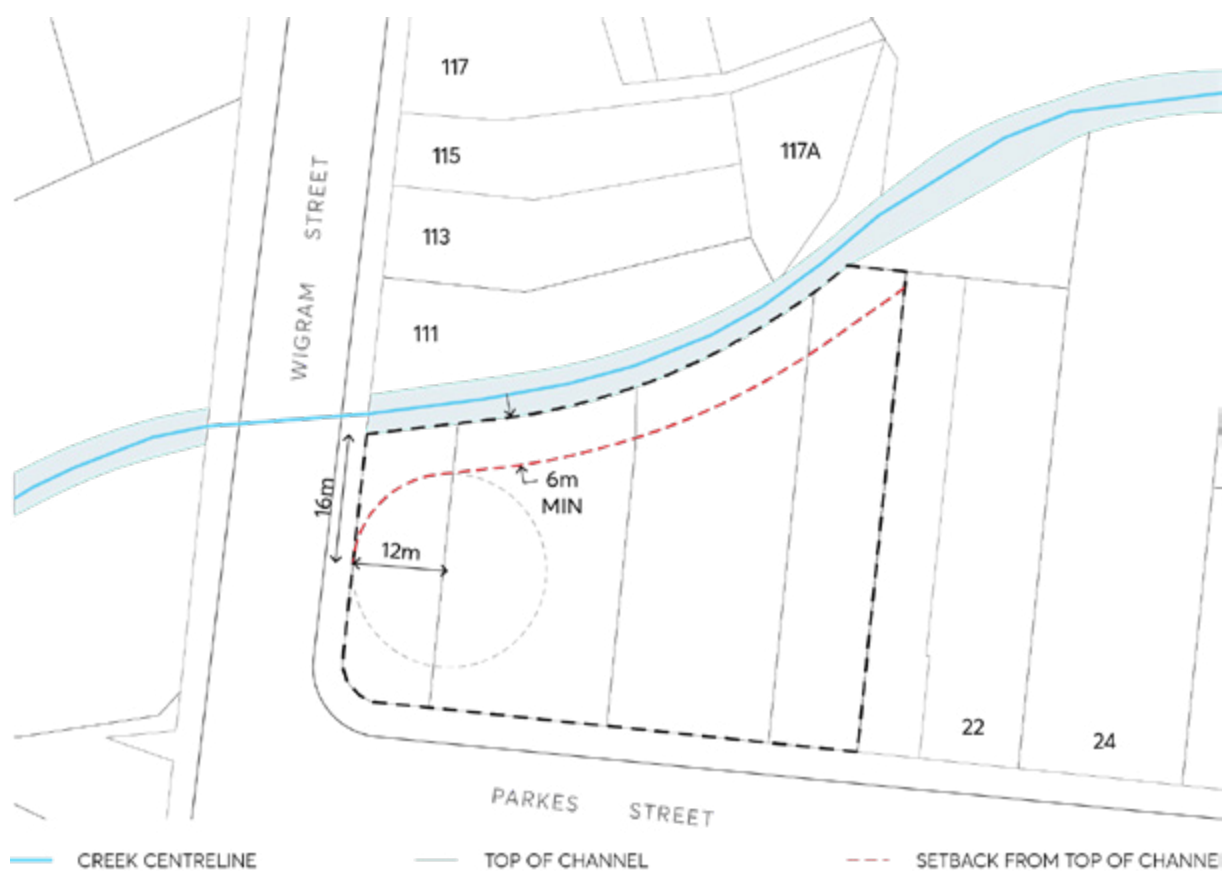 117
115
117A
113
WIGRAM STREET
111
16m
6m
MIN
12m
22
24
PARKES STREET
CREEK CENTRELINE
TOP OF CHANNEL
SETBACK FROM TOP OF CHANNEL